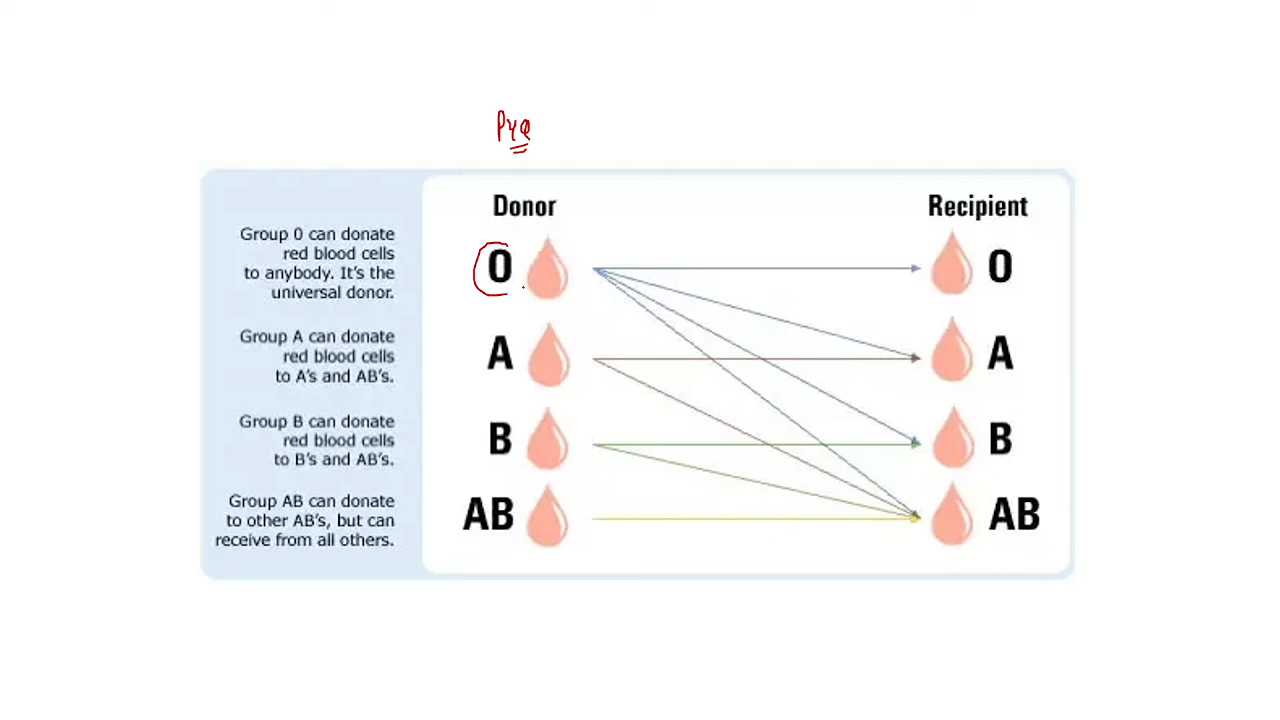 PYQ
Donor
Recipient
Group 0 can donate
red blood cells
to anybody. It's the
universal donor.
O
O
Group A can donate
red blood cells
to A's and AB's.
A
A
Group B can donate
red blood cells
to B's and AB's.
B
B
Group AB can donate
to other AB's, but can
receive from all others.
AB
AB